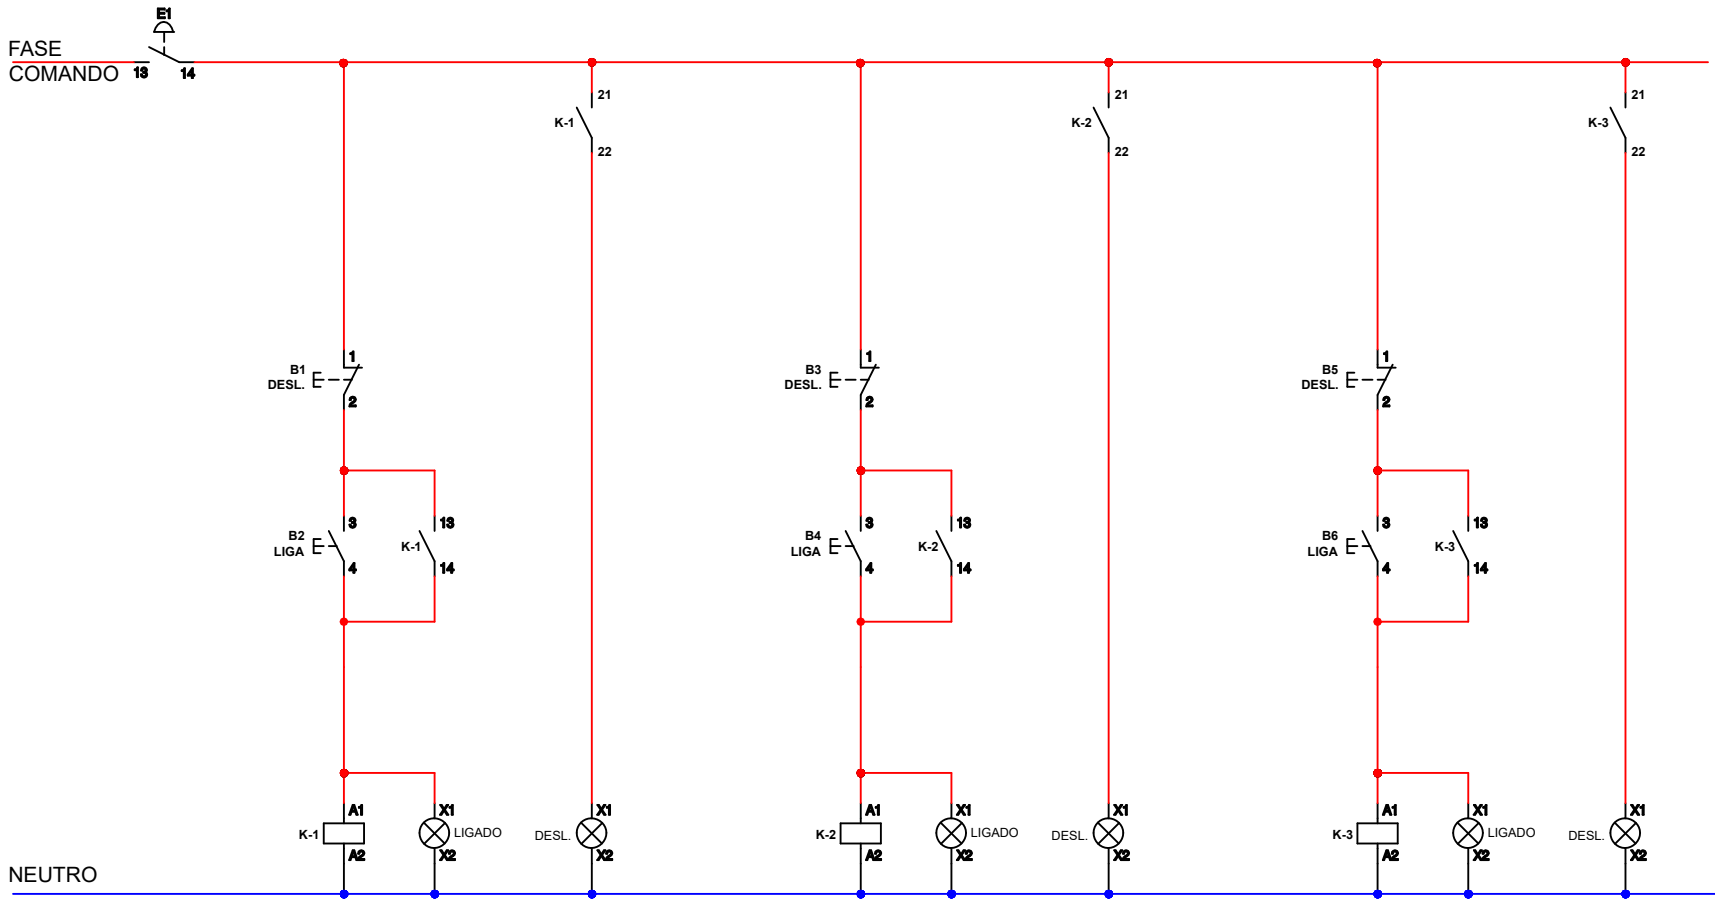 E1
FASE
COMANDO
13 14
21 21 21
K-1 K-2 K-3
22 22 22
1 1 1
B1 B3 B5
DESL. DESL. DESL.
2 2 2
3 13 3 13 3 13
B2 B4 B6
LIGA K-1 LIGA K-2 LIGA K-3
4 14 4 14 4 14
A1 X1 X1 A1 X1 X1 A1 X1 X1
K-1 LIGADO DESL. K-2 LIGADO DESL. K-3 LIGADO DESL.
A2 X2 X2 A2 X2 X2 A2 X2 X2
NEUTRO